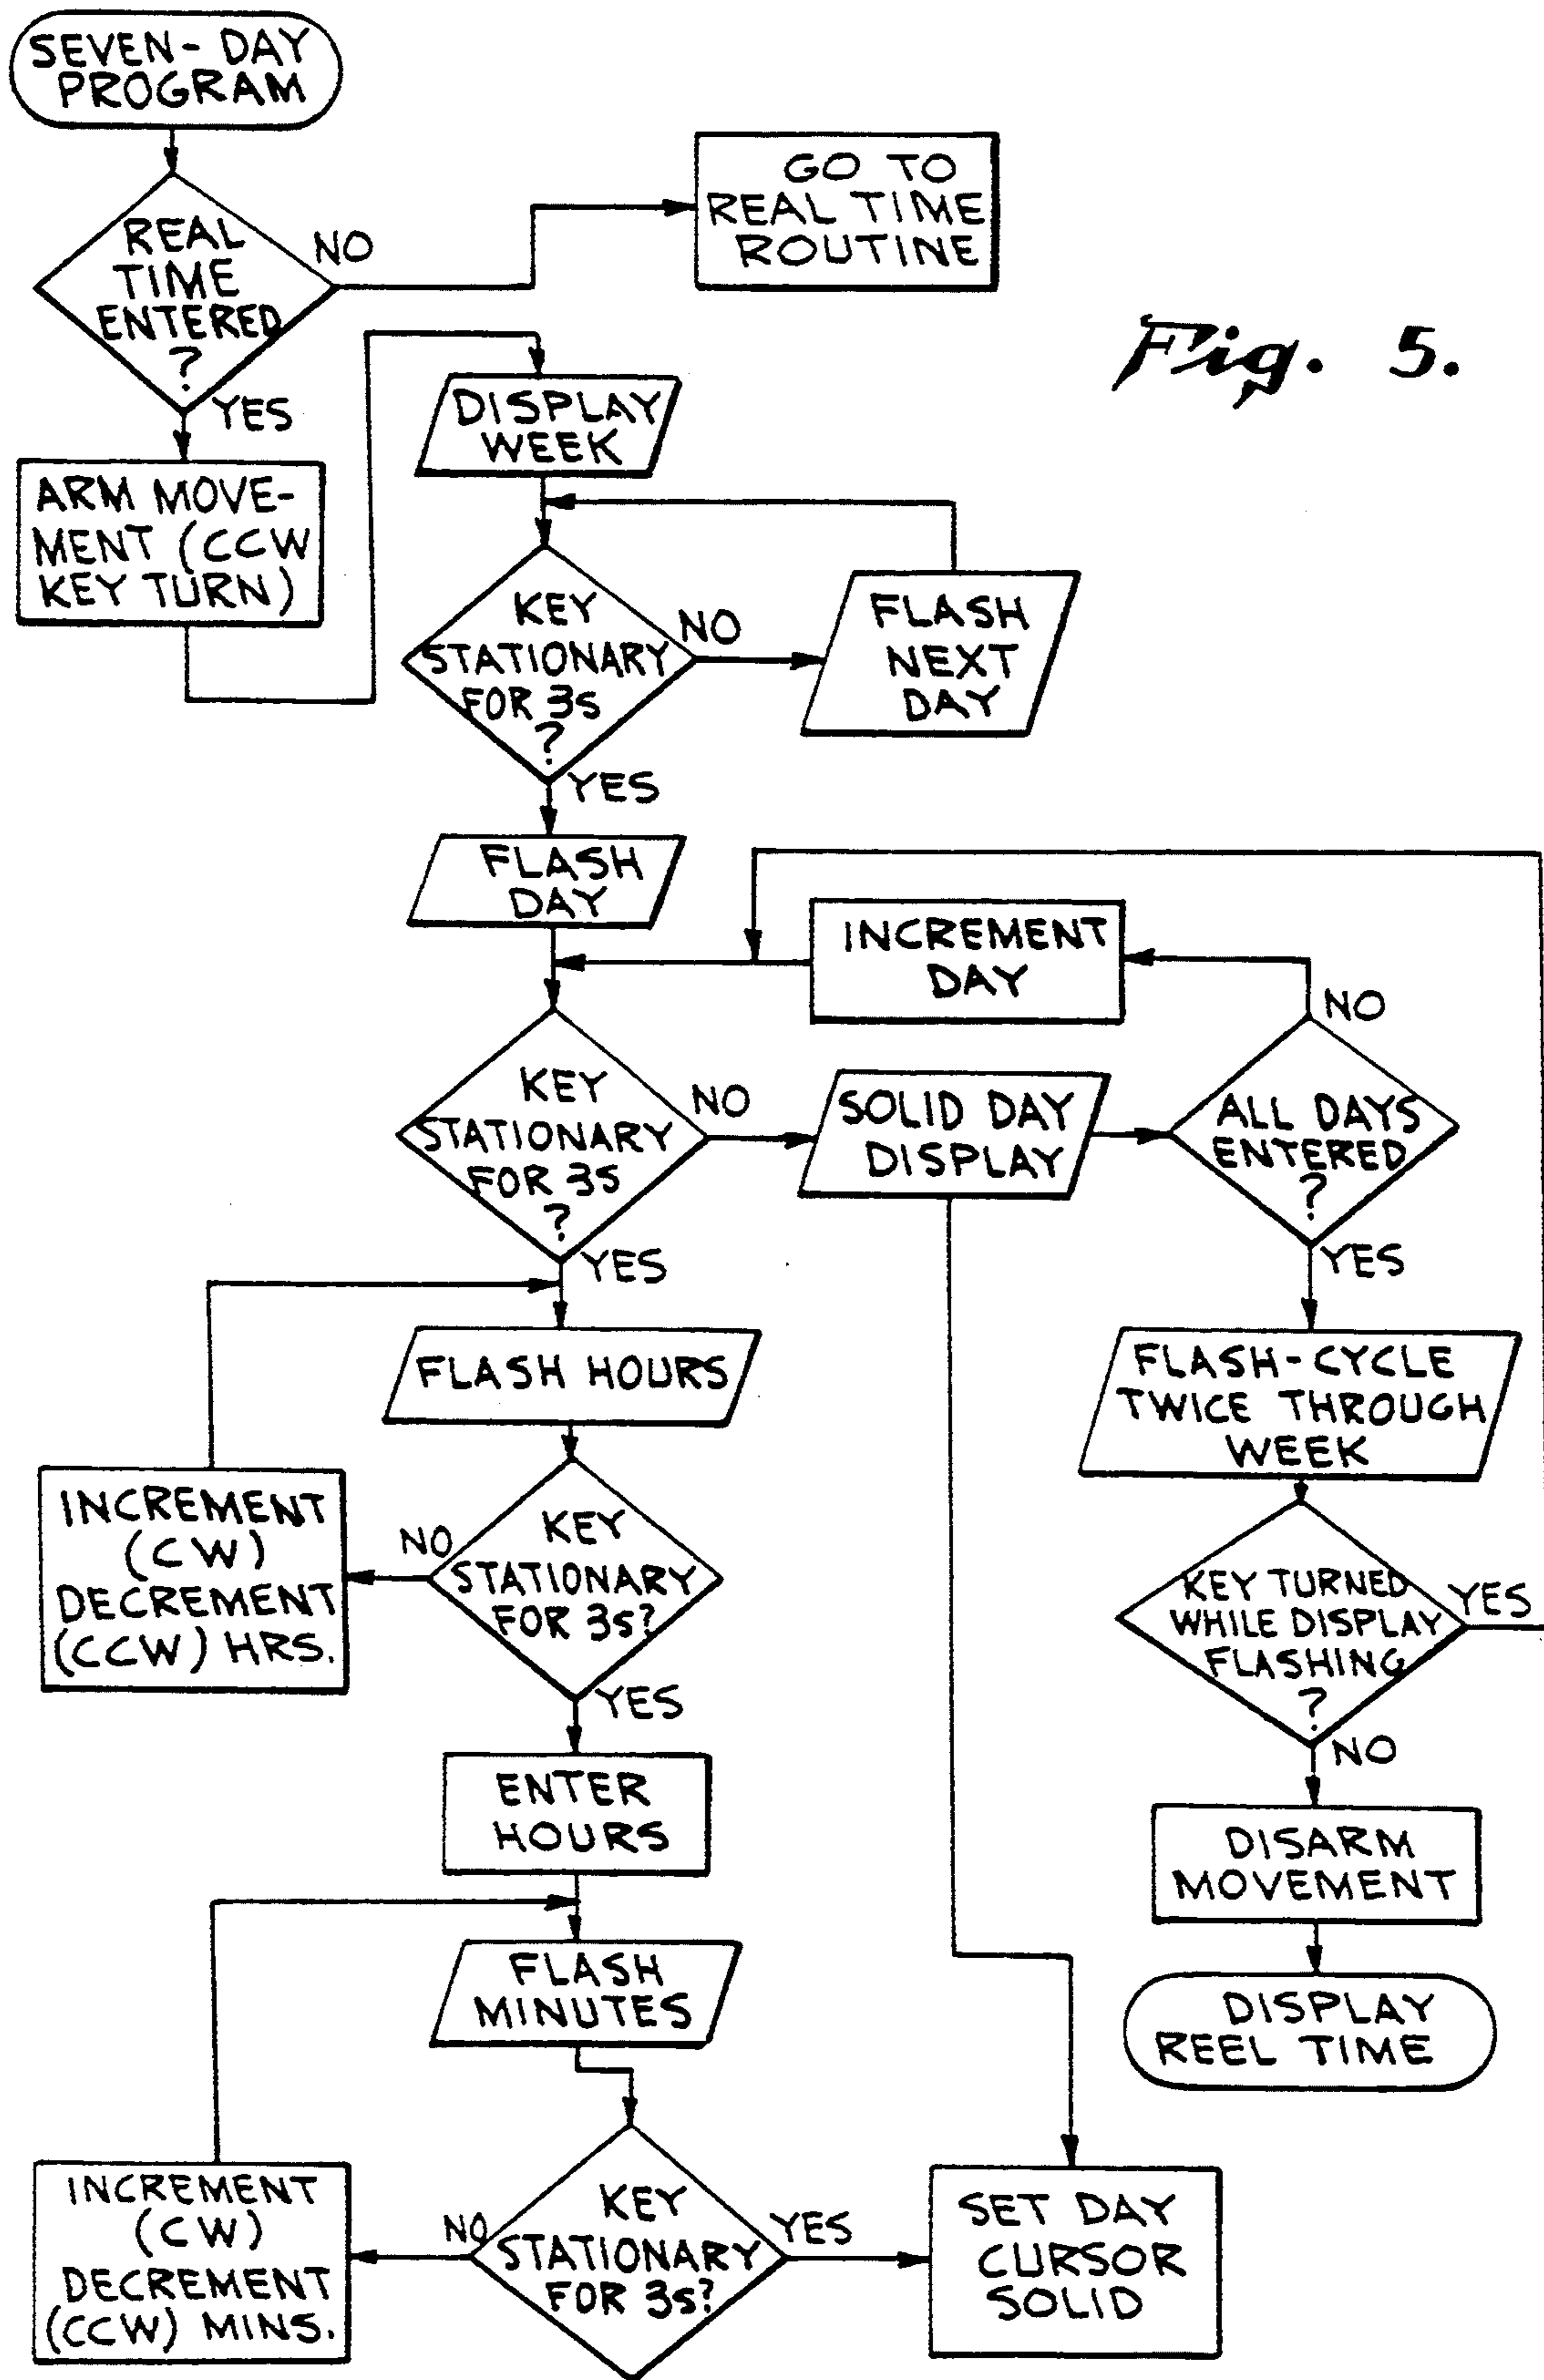 SEVEN-DAY
PROGRAM
REAL
TIME
ENTERED
?
NO
YES
GO TO
REAL TIME
ROUTINE
Fig. 5.
ARM MOVE-
MENT (CCW
KEY TURN)
DISPLAY
WEEK
KEY
STATIONARY
FOR 3s
?
NO
YES
FLASH
NEXT
DAY
FLASH
DAY
INCREMENT
DAY
NO
KEY
STATIONARY
FOR 3s
?
NO
YES
SOLID DAY
DISPLAY
ALL DAYS
ENTERED
?
YES
FLASH HOURS
FLASH-CYCLE
TWICE THROUGH
WEEK
INCREMENT
(CW)
DECREMENT
(CCW) HRS.
NO
KEY
STATIONARY
FOR 3s?
YES
KEY TURNED
WHILE DISPLAY
FLASHING
?
YES
NO
ENTER
HOURS
DISARM
MOVEMENT
FLASH
MINUTES
DISPLAY
REEL TIME
INCREMENT
(CW)
DECREMENT
(CCW) MINS.
NO
KEY
STATIONARY
FOR 3s?
YES
SET DAY
CURSOR
SOLID